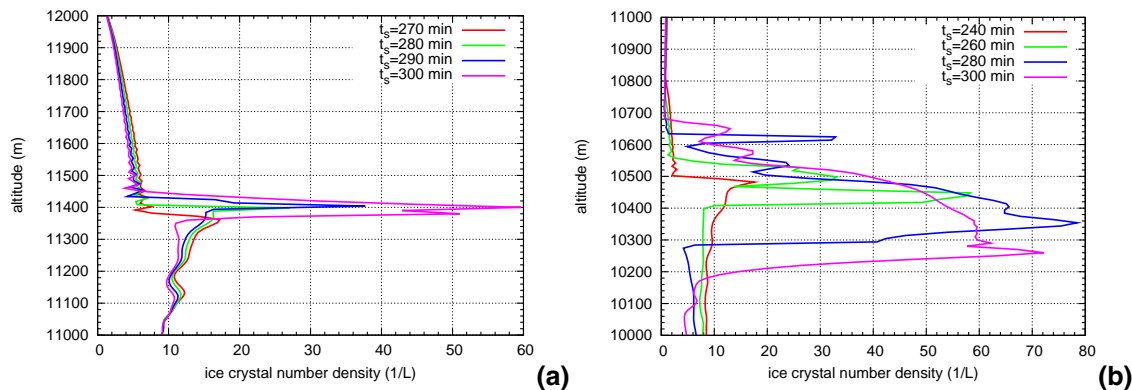 12000
11900
11800
11700
11600
11500
11400
11300
11200
11100
11000
altitude (m)
0 10 20 30 40 50 60
ice crystal number density (1/L)
t_s=270 min
t_s=280 min
t_s=290 min
t_s=300 min
(a)
11000
10900
10800
10700
10600
10500
10400
10300
10200
10100
10000
altitude (m)
0 10 20 30 40 50 60 70 80
ice crystal number density (1/L)
t_s=240 min
t_s=260 min
t_s=280 min
t_s=300 min
(b)